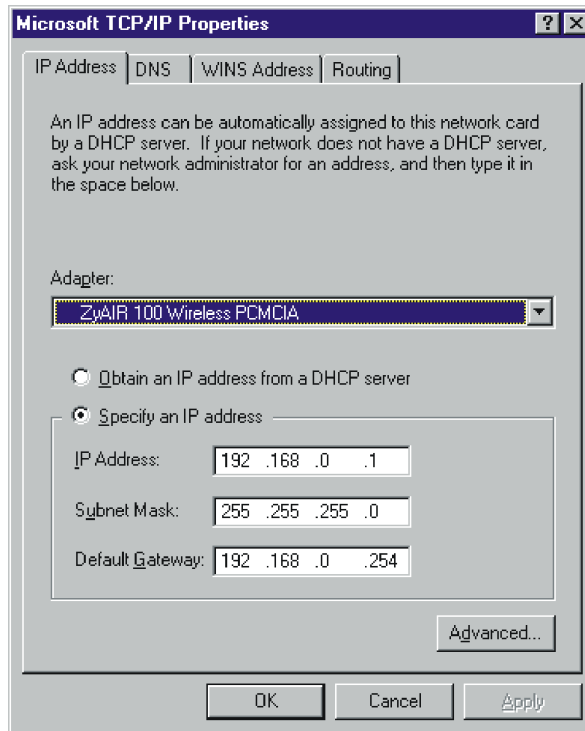 Microsoft TCP/IP Properties
IP Address DNS WINS Address Routing
An IP address can be automatically assigned to this network card
by a DHCP server. If your network does not have a DHCP server,
ask your network administrator for an address, and then type it in
the space below.
Adapter:
ZyAIR 100 Wireless PCMCIA
Obtain an IP address from a DHCP server
Specify an IP address
IP Address: 192 .168 .0 .1
Subnet Mask: 255 .255 .255 .0
Default Gateway: 192 .168 .0 .254
Advanced...
OK Cancel Apply